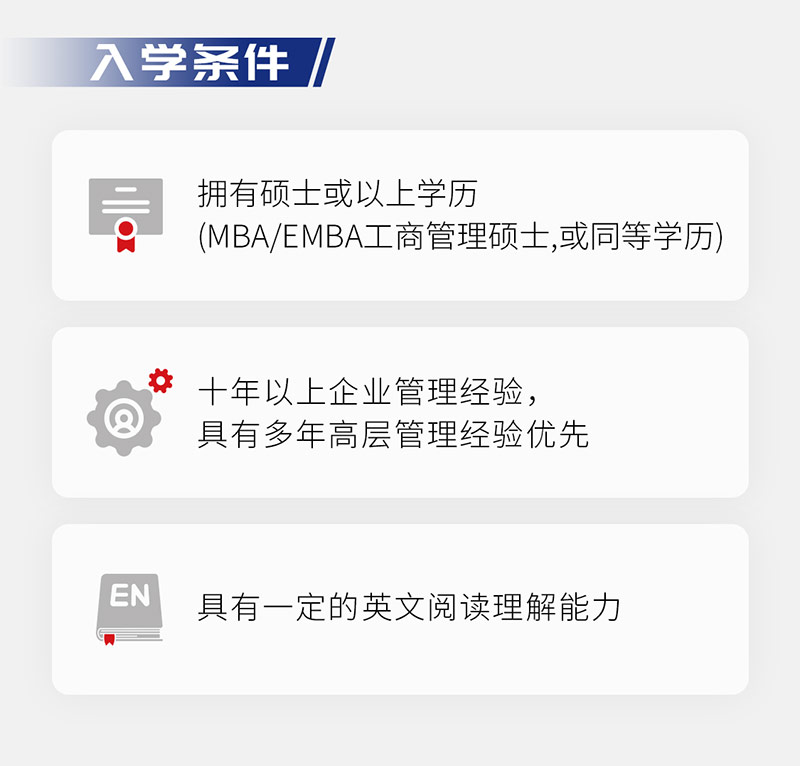 入学条件
拥有硕士或以上学历
(MBA/EMBA工商管理硕士,或同等学历)
十年以上企业管理经验，
具有多年高层管理经验优先
EN
具有一定的英文阅读理解能力